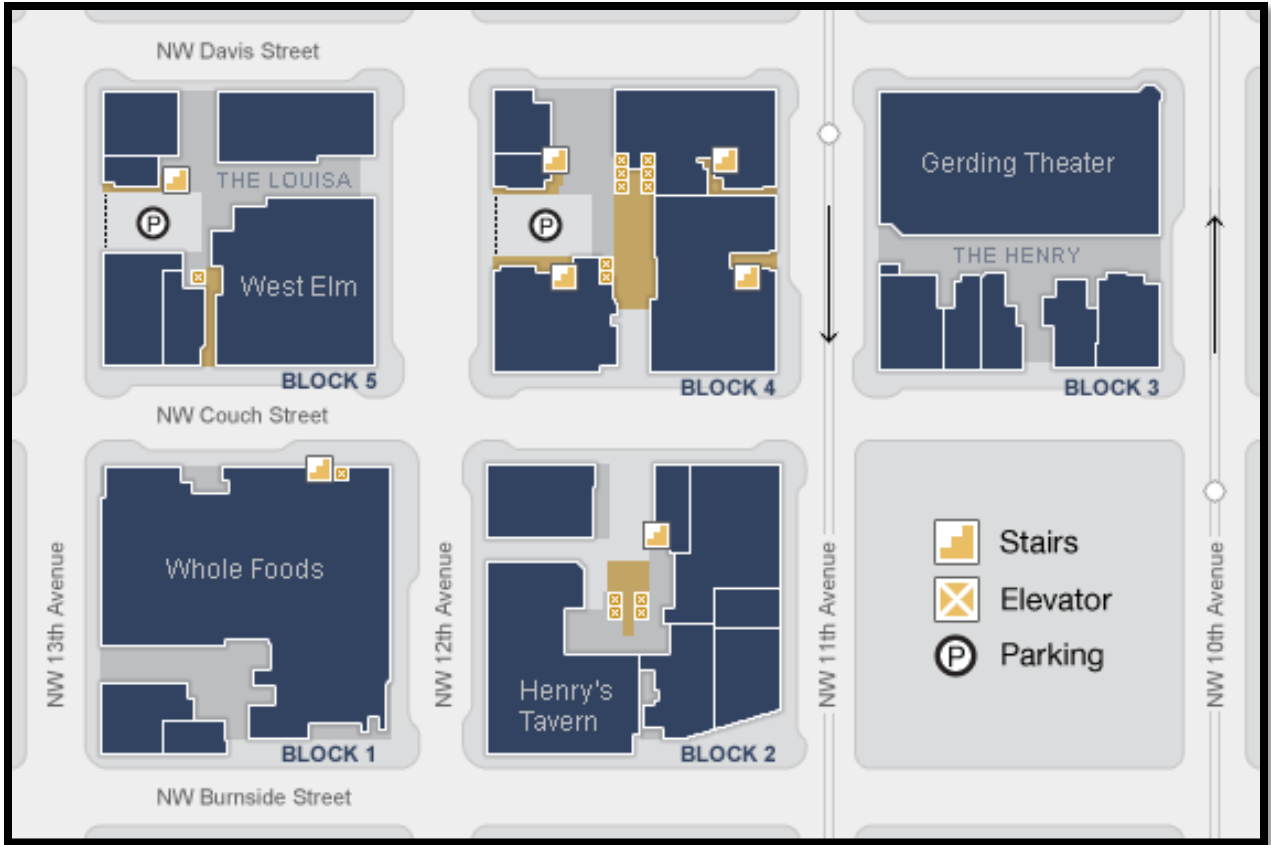 NW Davis Street
THE LOUISA
P
West Elm
BLOCK 5
P
BLOCK 4
Gerding Theater
THE HENRY
BLOCK 3
NW Couch Street
NW 13th Avenue
Whole Foods
BLOCK 1
NW 12th Avenue
Henry's
Tavern
BLOCK 2
NW 11th Avenue
Stairs
Elevator
P Parking
NW 10th Avenue
NW Burnside Street